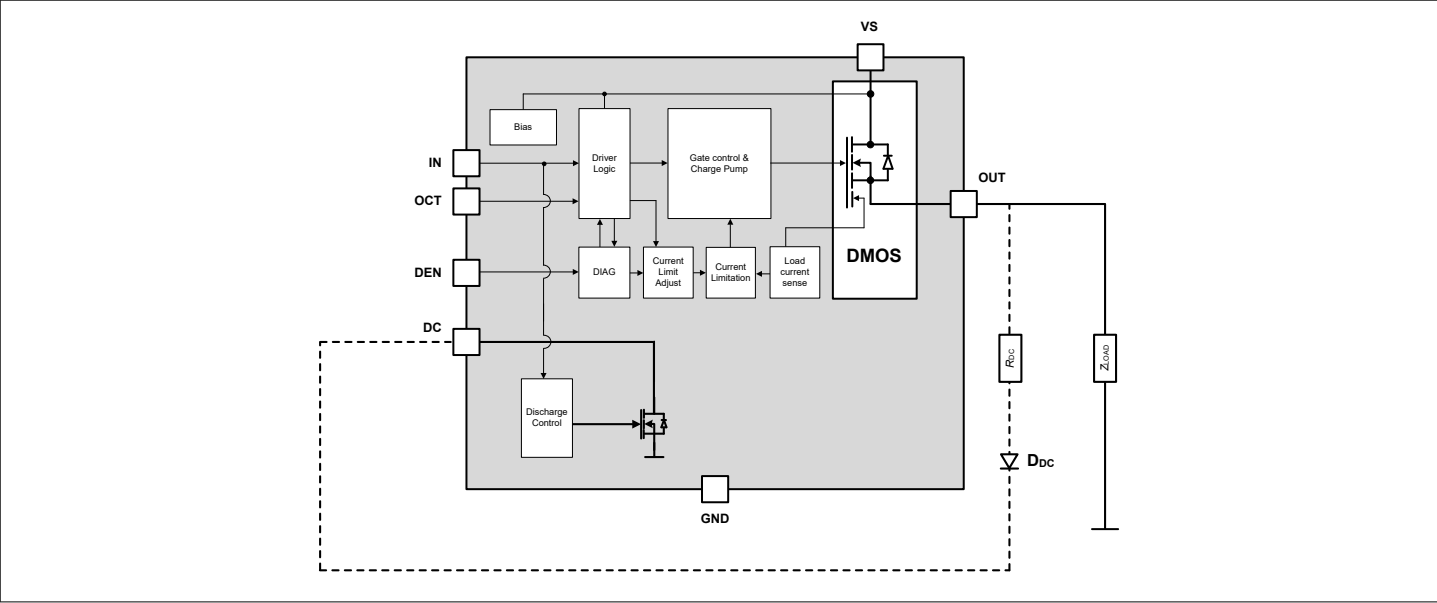 VS
Bias
IN
Driver
Logic
Gate control &
Charge Pump
OUT
OCT
DEN
DIAG
Current
Limit
Adjust
Current
Limitation
Load
current
sense
DMOS
DC
RDC
ZLOAD
Discharge
Control
DDC
GND